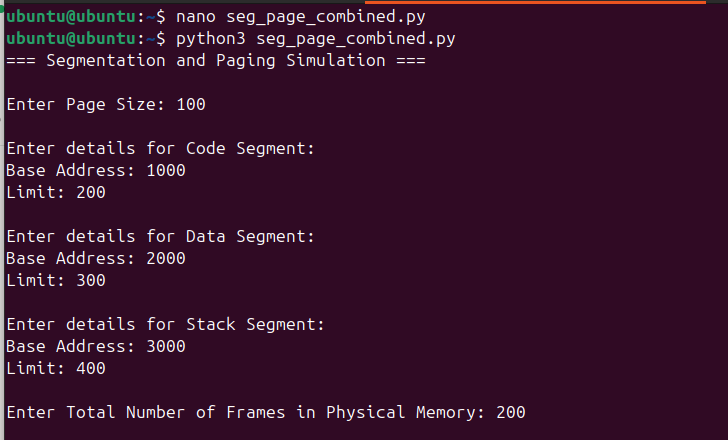 ubuntu@ubuntu:~$ nano seg_page_combined.py
ubuntu@ubuntu:~$ python3 seg_page_combined.py
=== Segmentation and Paging Simulation ===
Enter Page Size: 100
Enter details for Code Segment:
Base Address: 1000
Limit: 200
Enter details for Data Segment:
Base Address: 2000
Limit: 300
Enter details for Stack Segment:
Base Address: 3000
Limit: 400
Enter Total Number of Frames in Physical Memory: 200